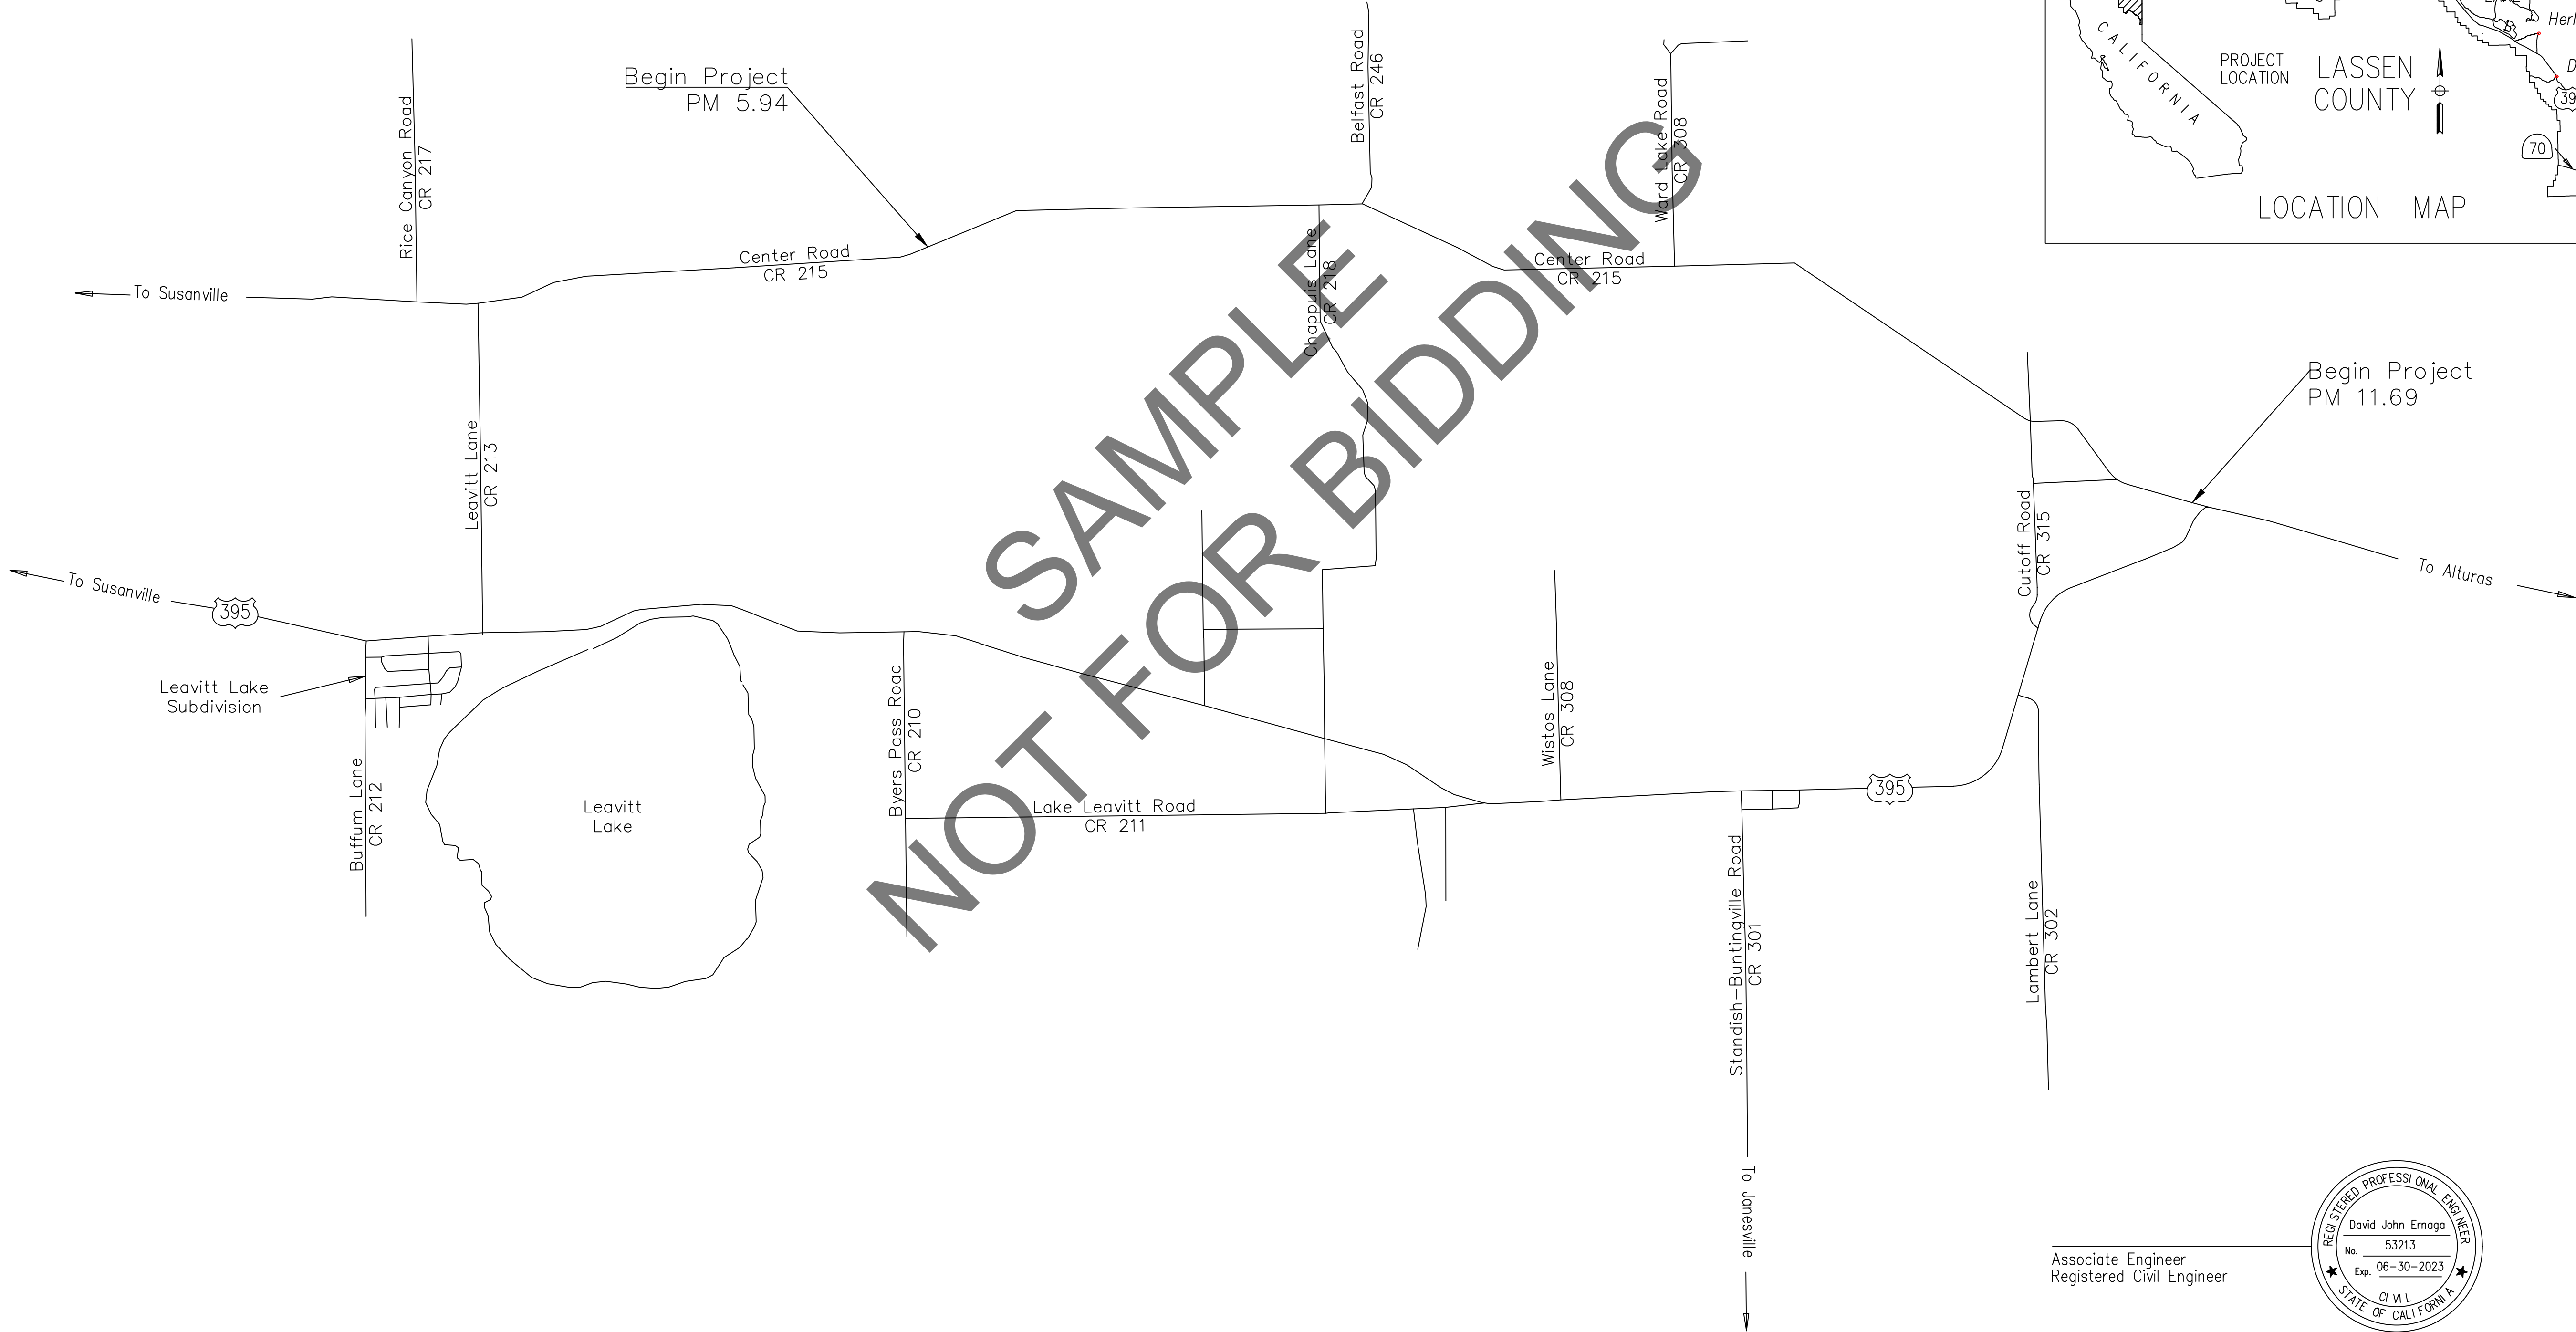 Begin Project
PM 5.94
Rice Canyon Road
CR 217
Belfast Road
CR 246
Ward Lake Road
CR 308
CALIFORNIA
PROJECT
LOCATION
LASSEN
COUNTY
70
LOCATION MAP
Center Road
CR 215
Chappuis Lane
CR 218
Center Road
CR 215
To Susanville
Begin Project
PM 11.69
Leavitt Lane
CR 213
SAMPLE
NOT FOR BIDDING
Cutoff Road
CR 315
To Alturas
To Susanville
395
Leavitt Lake
Subdivision
Byers Pass Road
CR 210
Wistos Lane
CR 308
Buffum Lane
CR 212
Leavitt
Lake
Lake Leavitt Road
CR 211
395
Standish-Buntingville Road
CR 301
Lambert Lane
CR 302
To Janesville
Associate Engineer
Registered Civil Engineer
REGISTERED PROFESSIONAL ENGINEER
David John Ernaga
No. 53213
Exp. 06-30-2023
CIVIL
STATE OF CALIFORNIA